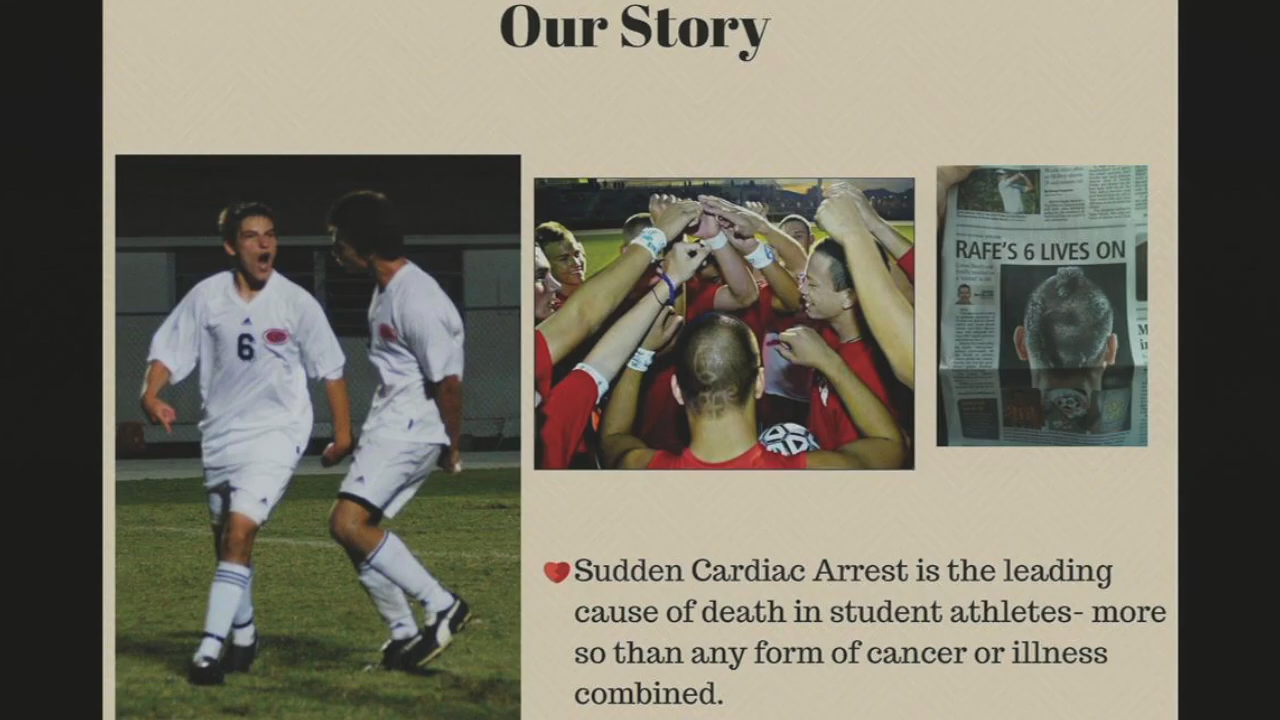 Our Story
6
RAFE'S 6 LIVES ON
Sudden Cardiac Arrest is the leading
cause of death in student athletes- more
so than any form of cancer or illness
combined.